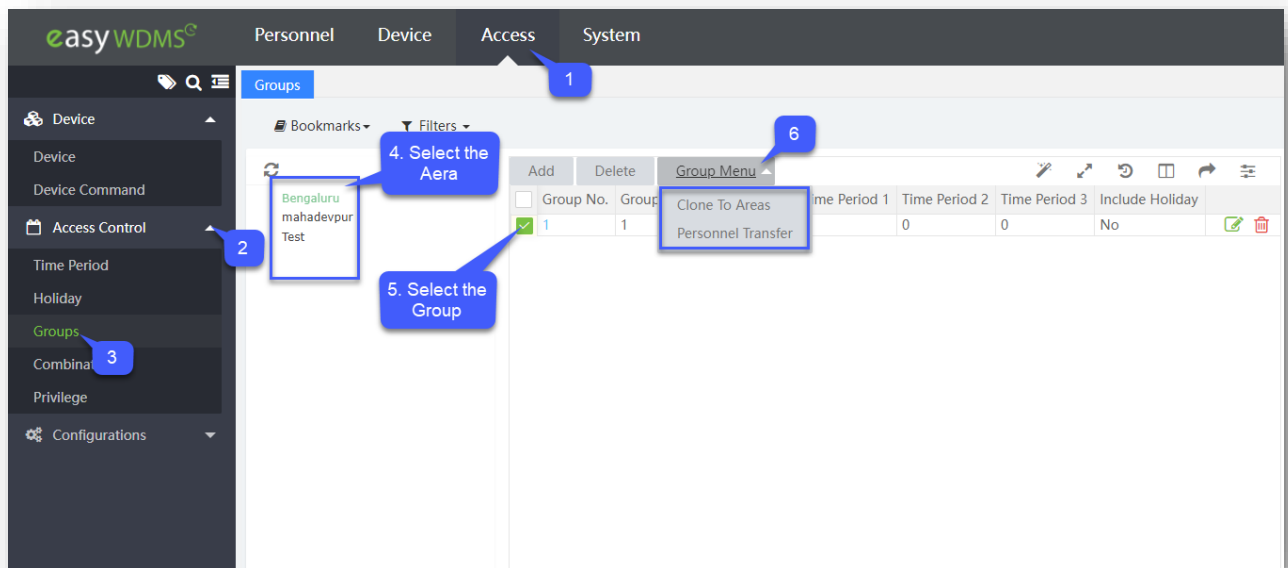 easy WDMS
Personnel Device Access System
1
Groups
Device
Bookmarks Filters
6
Device
4. Select the
Aera
Add Delete Group Menu
Device Command
Bengaluru
Group No. Group Clone To Areas ime Period 1 Time Period 2 Time Period 3 Include Holiday
mahadevpur
1 1 Personnel Transfer 0 0 No
Access Control
Test
2
Time Period
5. Select the
Group
Holiday
Groups
3
Combinat
Privilege
Configurations